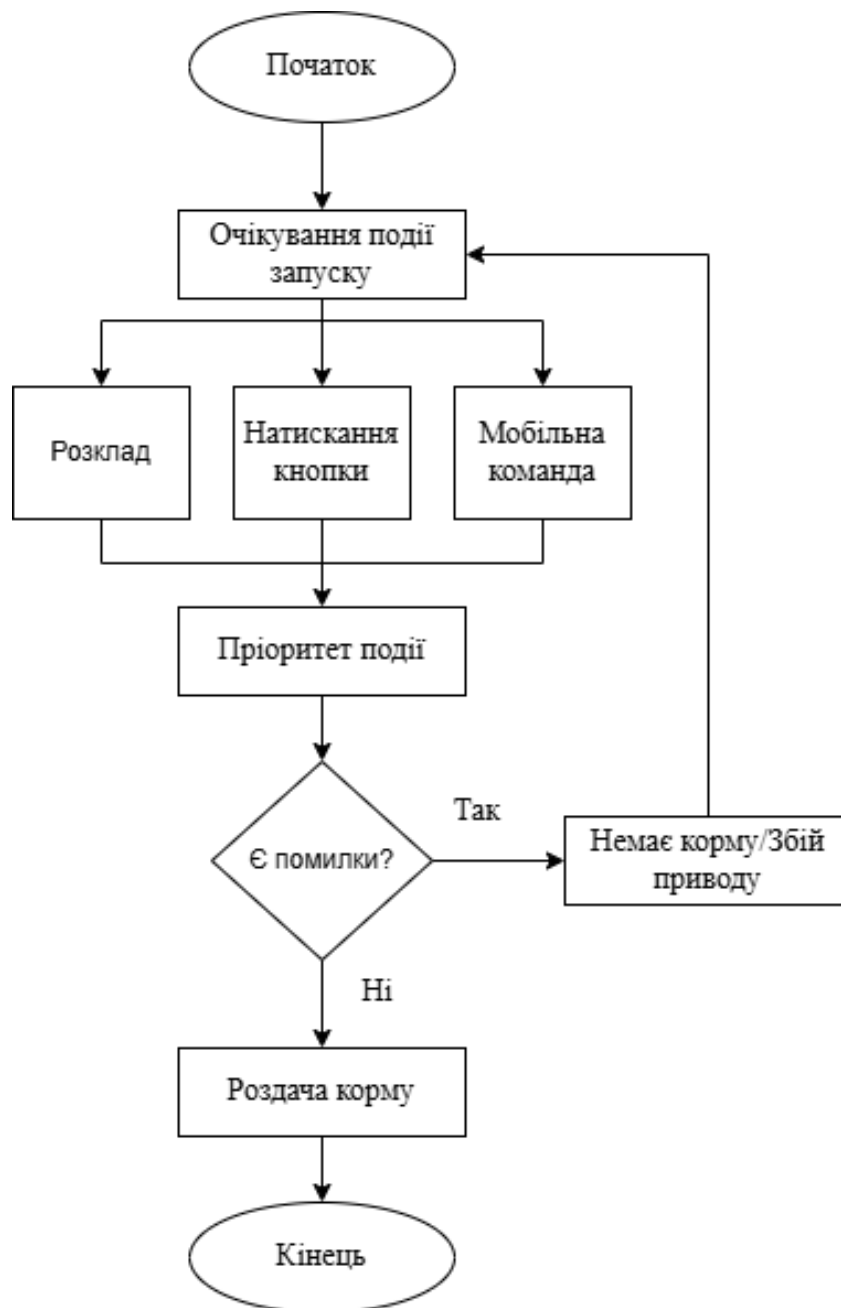 Початок
Очікування події
запуску
Розклад
Натискання
кнопки
Мобільна
команда
Пріоритет події
Є помилки?
Так
Немає корму/Збій
приводу
Ні
Роздача корму
Кінець